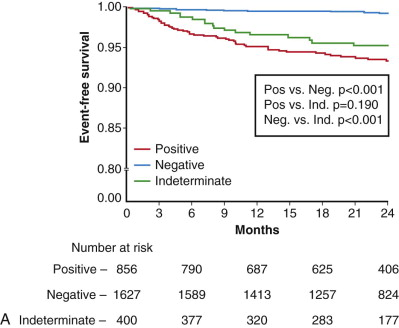 1.00
0.95
0.90
0.85
0.80
0.00
Event-free survival
Pos vs. Neg. p<0.001
Pos vs. Ind. p=0.190
Neg. vs. Ind. p<0.001
Positive
Negative
Indeterminate
0 3 6 9 12 15 18 21 24
Months
Number at risk
Positive – 856 790 687 625 406
Negative – 1627 1589 1413 1257 824
A Indeterminate – 400 377 320 283 177